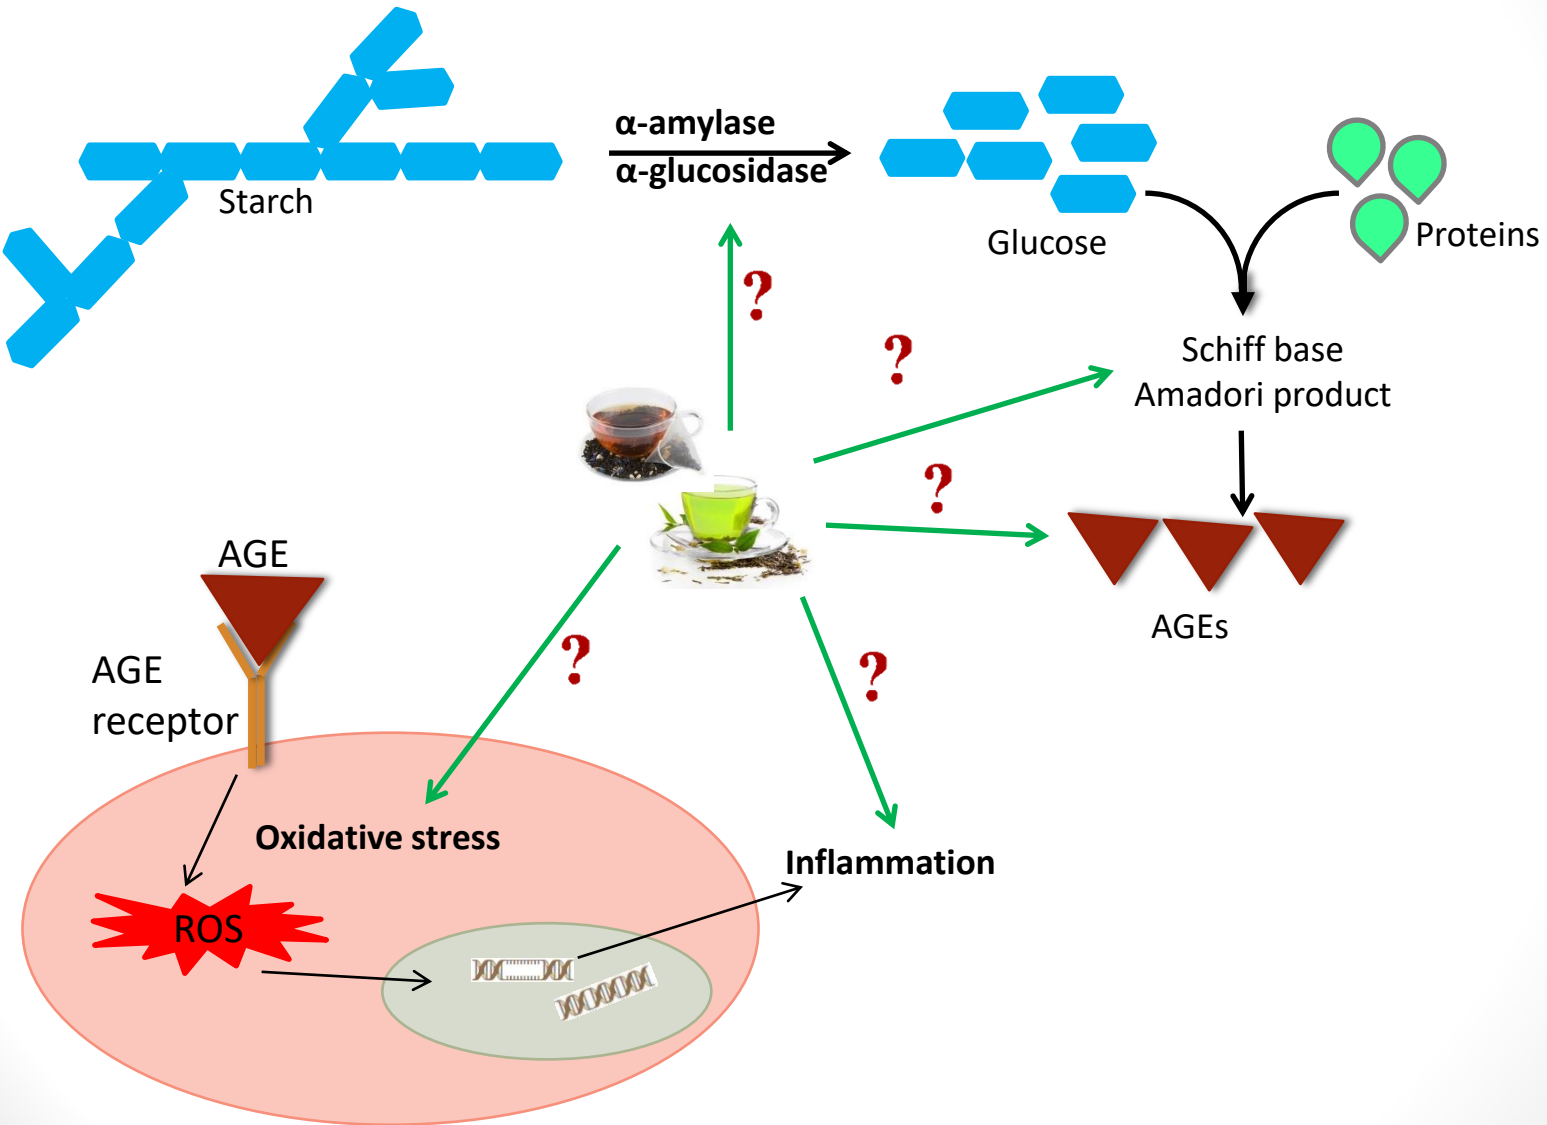 α-amylase
α-glucosidase
Starch
Glucose
Proteins
?
?
Schiff base
Amadori product
?
AGE
AGEs
?
?
AGE
receptor
Oxidative stress
Inflammation
ROS